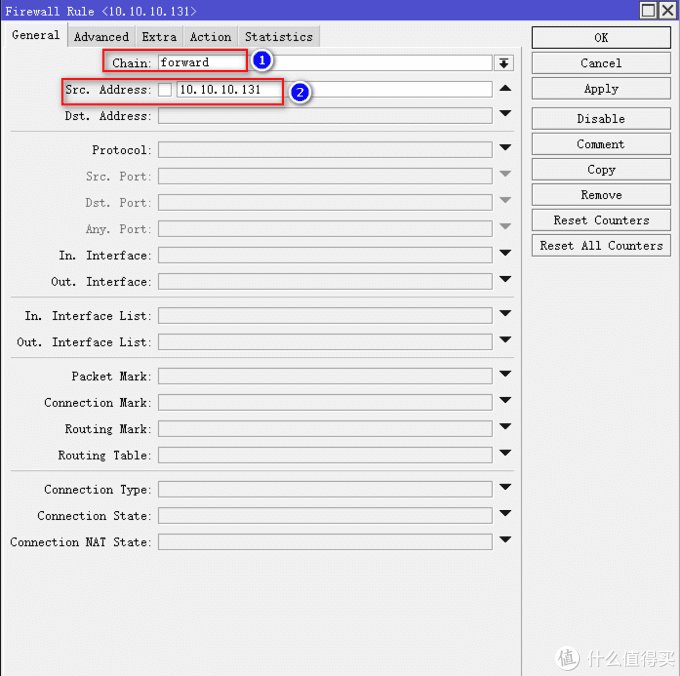 Firewall Rule <10.10.10.131>
General Advanced Extra Action Statistics
Chain: forward 1
Src. Address: 10.10.10.131 2
Dst. Address:
Protocol:
Src. Port:
Dst. Port:
Any. Port:
In. Interface:
Out. Interface:
In. Interface List:
Out. Interface List:
Packet Mark:
Connection Mark:
Routing Mark:
Routing Table:
Connection Type:
Connection State:
Connection NAT State:
OK
Cancel
Apply
Disable
Comment
Copy
Remove
Reset Counters
Reset All Counters
值 什么值得买